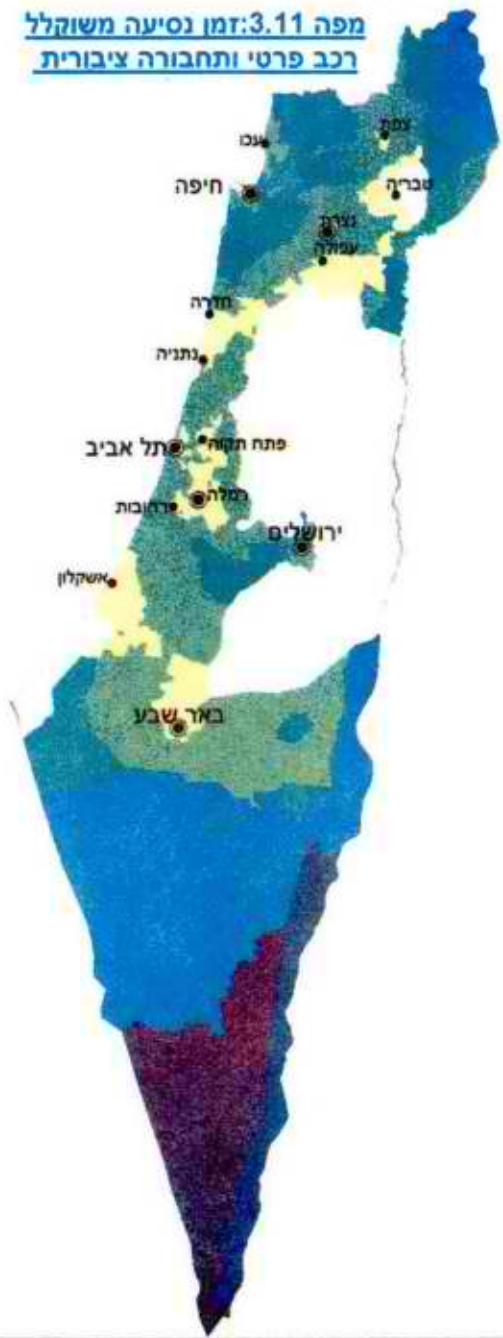 מפה 3.11:זמן נסיעה משוקלל
רכב פרטי ותחבורה ציבורית
צפת
עכו
טבריה
חיפה
נצרת
עפולה
חדרה
נתניה
פתח תקוה
תל אביב
רמלה
רחובות
ירושלים
אשקלון
באר שבע